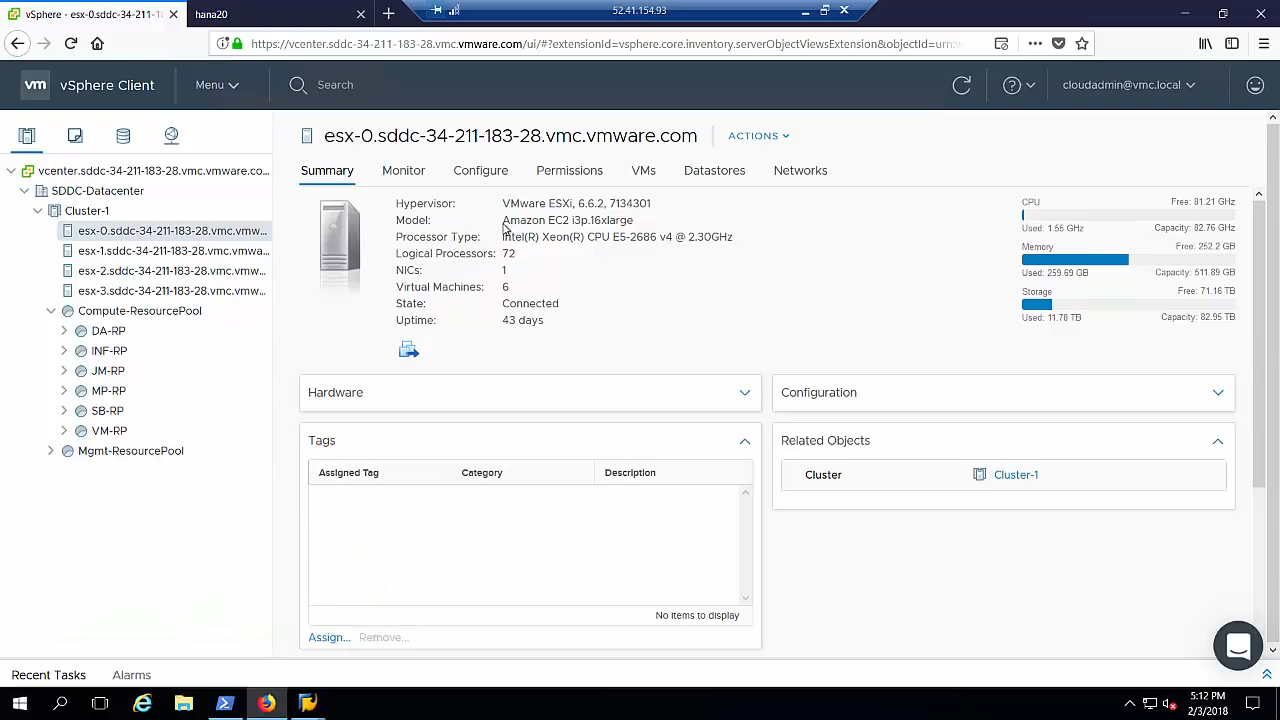 vSphere - esx-0.sddc-34-211-18
hana20
52.41.154.93
https://vcenter.sddc-34-211-183-28.vmc.vmware.com/ui/#?extensionId=vsphere.core.inventory.serverObjectViewsExtension&objectId=urn
vm vSphere Client
Menu
Search
cloudadmin@vmc.local
vcenter.sddc-34-211-183-28.vmc.vmware.co...
SDDC-Datacenter
Cluster-1
esx-0.sddc-34-211-183-28.vmc.vmw...
esx-1.sddc-34-211-183-28.vmc.vmwa...
esx-2.sddc-34-211-183-28.vmc.vmw...
esx-3.sddc-34-211-183-28.vmc.vmw...
Compute-ResourcePool
DA-RP
INF-RP
JM-RP
MP-RP
SB-RP
VM-RP
Mgmt-ResourcePool
esx-0.sddc-34-211-183-28.vmc.vmware.com
ACTIONS
Summary Monitor Configure Permissions VMs Datastores Networks
Hypervisor: VMware ESXi, 6.6.2, 7134301
Model: Amazon EC2 i3p.16xlarge
Processor Type: Intel(R) Xeon(R) CPU E5-2686 v4 @ 2.30GHz
Logical Processors: 72
NICs: 1
Virtual Machines: 6
State: Connected
Uptime: 43 days
CPU Free: 81.21 GHz
Used: 1.55 GHz Capacity: 82.76 GHz
Memory Free: 252.2 GB
Used: 259.69 GB Capacity: 511.89 GB
Storage Free: 71.16 TB
Used: 11.78 TB Capacity: 82.95 TB
Hardware
Configuration
Tags
Assigned Tag Category Description
No items to display
Assign... Remove...
Related Objects
Cluster Cluster-1
Recent Tasks Alarms
5:12 PM
2/3/2018